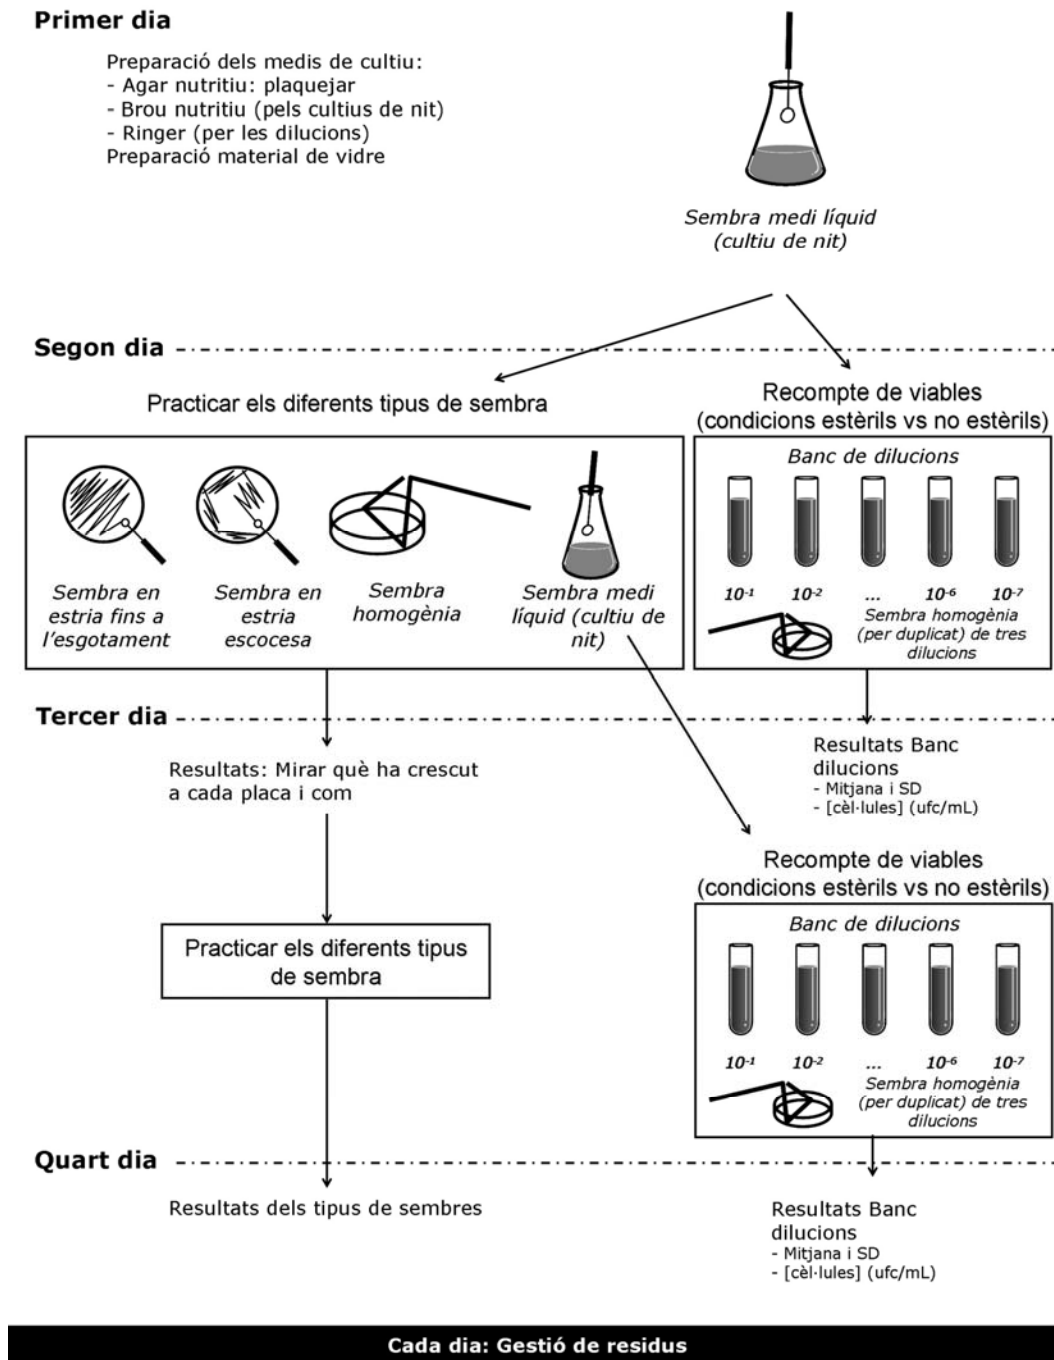 Primer dia
Preparació dels medis de cultiu:
- Agar nutritiu: plaquejar
- Brou nutritiu (pels cultius de nit)
- Ringer (per les dilucions)
Preparació material de vidre
Sembra medi líquid
(cultiu de nit)
Segon dia
Practicar els diferents tipus de sembra
Sembra en
estria fins a
l'esgotament
Sembra en
estria
escocesa
Sembra
homogènia
Sembra medi
líquid (cultiu de
nit)
Recompte de viables
(condicions estèrils vs no estèrils)
Banc de dilucions
10⁻¹ 10⁻² ... 10⁻⁶ 10⁻⁷
Sembra homogènia
(per duplicat) de tres
dilucions
Tercer dia
Resultats: Mirar què ha crescut
a cada placa i com
Resultats Banc
dilucions
- Mitjana i SD
- [cèl·lules] (ufc/mL)
Practicar els diferents tipus
de sembra
Recompte de viables
(condicions estèrils vs no estèrils)
Banc de dilucions
10⁻¹ 10⁻² ... 10⁻⁶ 10⁻⁷
Sembra homogènia
(per duplicat) de tres
dilucions
Quart dia
Resultats dels tipus de sembres
Resultats Banc
dilucions
- Mitjana i SD
- [cèl·lules] (ufc/mL)
Cada dia: Gestió de residus